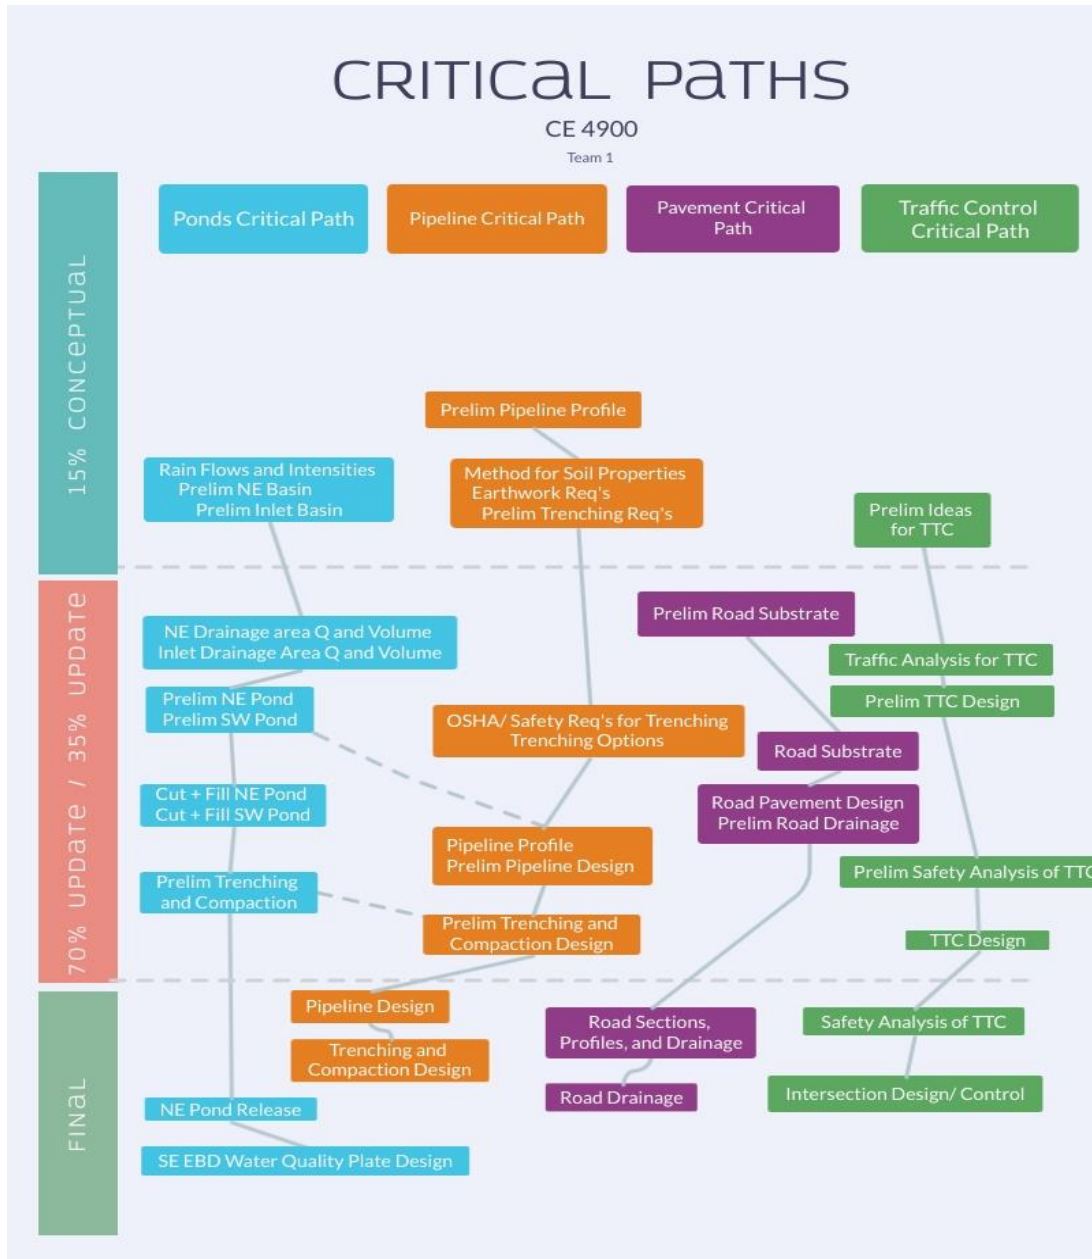 CRITICAL PATHS
CE 4900
Team 1
Ponds Critical Path
Pipeline Critical Path
Pavement Critical
Path
Traffic Control
Critical Path
15% CONCEPTUAL
Prelim Pipeline Profile
Rain Flows and Intensities
Prelim NE Basin
Prelim Inlet Basin
Method for Soil Properties
Earthwork Req's
Prelim Trenching Req's
Prelim Ideas
for TTC
70% UPDATE / 35% UPDATE
NE Drainage area Q and Volume
Inlet Drainage Area Q and Volume
Prelim Road Substrate
Traffic Analysis for TTC
Prelim NE Pond
Prelim SW Pond
Prelim TTC Design
OSHA/ Safety Req's for Trenching
Trenching Options
Road Substrate
Cut + Fill NE Pond
Cut + Fill SW Pond
Road Pavement Design
Prelim Road Drainage
Pipeline Profile
Prelim Pipeline Design
Prelim Safety Analysis of TTC
Prelim Trenching
and Compaction
Prelim Trenching and
Compaction Design
TTC Design
FINAL
Pipeline Design
Road Sections,
Profiles, and Drainage
Safety Analysis of TTC
Trenching and
Compaction Design
Road Drainage
Intersection Design/ Control
NE Pond Release
SE EBD Water Quality Plate Design